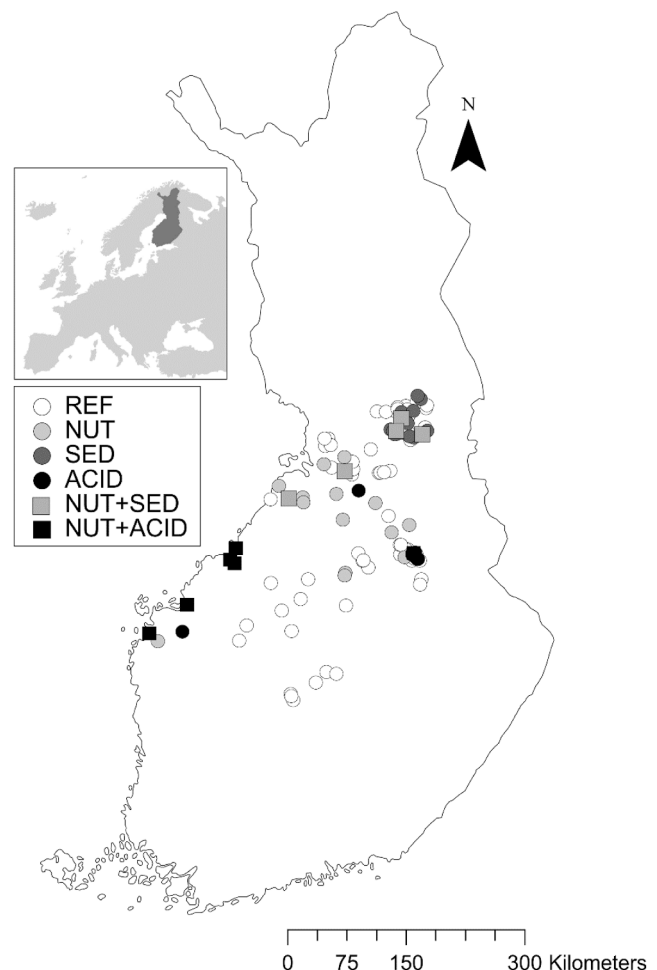 N
REF
NUT
SED
ACID
NUT+SED
NUT+ACID
0 75 150 300 Kilometers